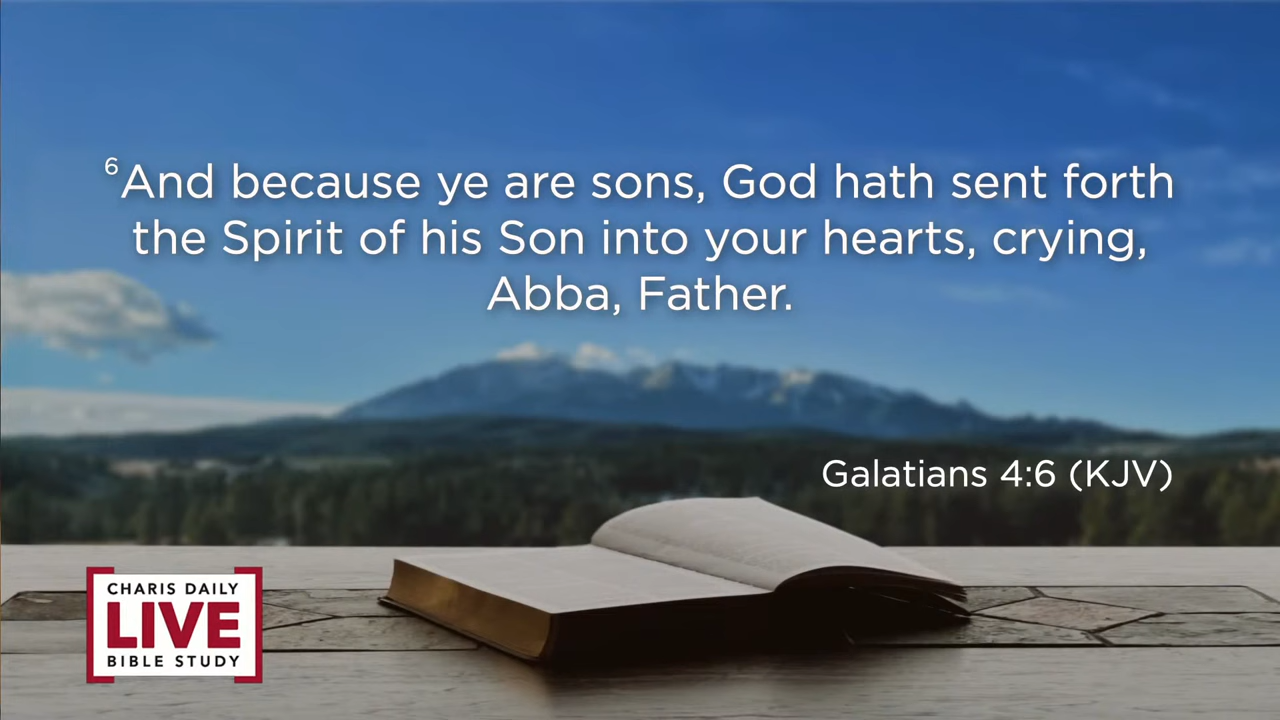 6And because ye are sons, God hath sent forth
the Spirit of his Son into your hearts, crying,
Abba, Father.
Galatians 4:6 (KJV)
CHARIS DAILY
LIVE
BIBLE STUDY